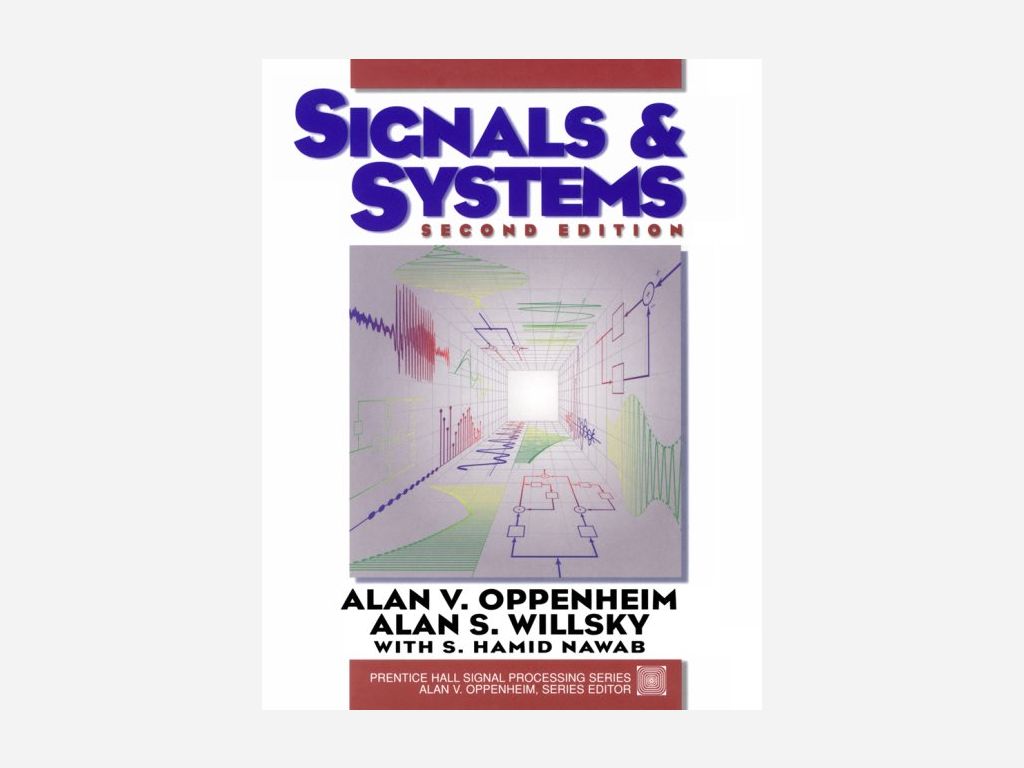 SIGNALS &
SYSTEMS
SECOND EDITION
ALAN V. OPPENHEIM
ALAN S. WILLSKY
WITH S. HAMID NAWAB
PRENTICE HALL SIGNAL PROCESSING SERIES
ALAN V. OPPENHEIM, SERIES EDITOR